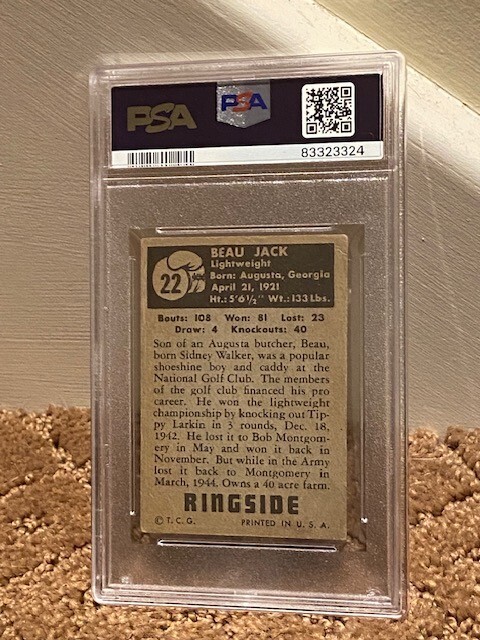 PSA
PSA
83323324
22
BEAU JACK
Lightweight
Born: Augusta, Georgia
April 21, 1921
Ht.: 5'6½" Wt.: 133 Lbs.
Bouts: 108 Won: 81 Lost: 23
Draw: 4 Knockouts: 40
Son of an Augusta butcher, Beau,
born Sidney Walker, was a popular
shoeshine boy and caddy at the
National Golf Club. The members
of the golf club financed his pro
career. He won the lightweight
championship by knocking out Tip-
py Larkin in 3 rounds, Dec. 18,
1942. He lost it to Bob Montgom-
ery in May and won it back in
November. But while in the Army
lost it back to Montgomery in
March, 1944. Owns a 40 acre farm.
RINGSIDE
© T.C.G. PRINTED IN U.S.A.